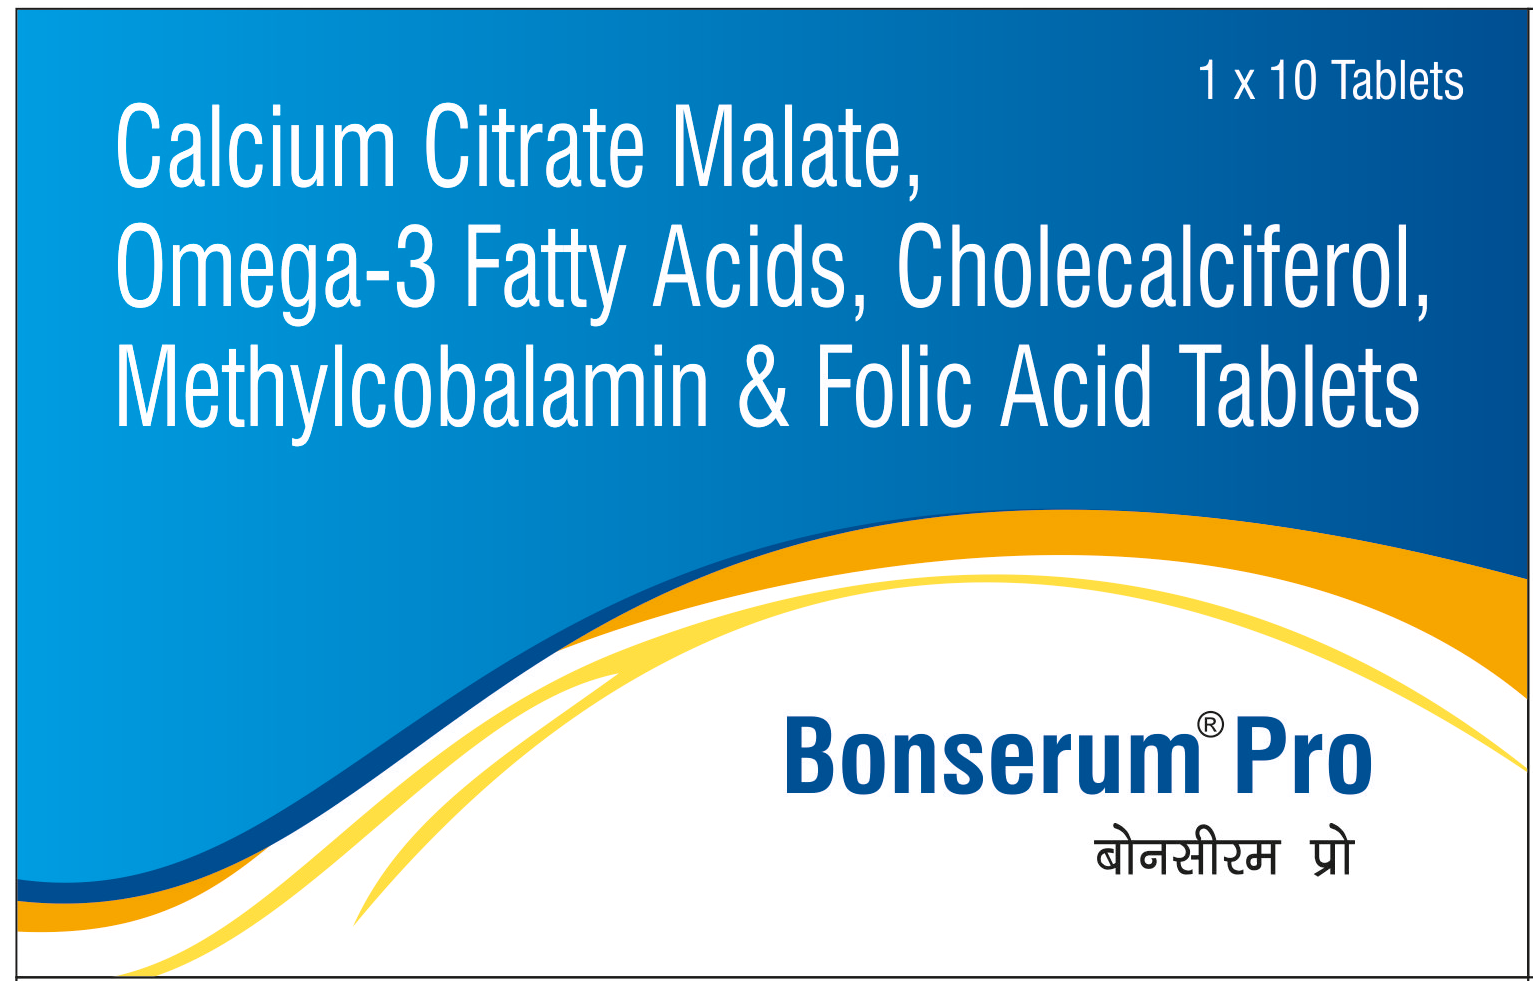 1 x 10 Tablets
Calcium Citrate Malate,
Omega-3 Fatty Acids, Cholecalciferol,
Methylcobalamin & Folic Acid Tablets
Bonserum® Pro
बोनसीरम प्रो